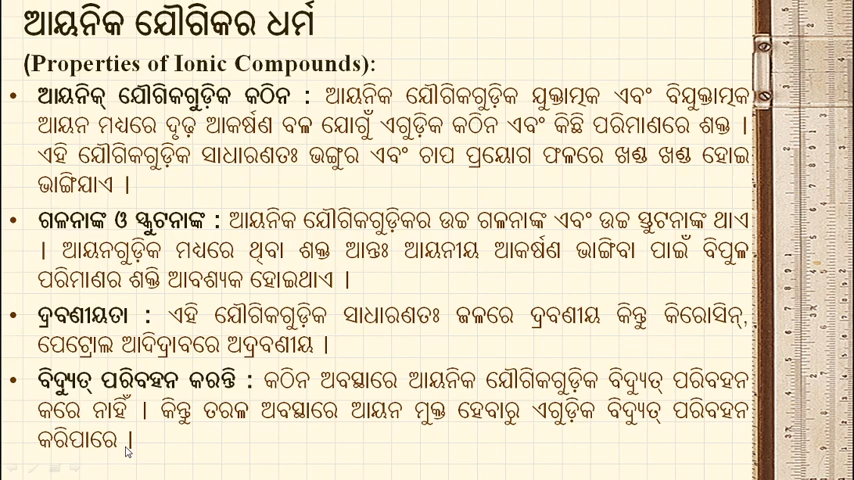 ଆୟନିକ ଯୌଗିକର ଧର୍ମ
(Properties of Ionic Compounds):
• ଆୟନିକ୍ ଯୌଗିକଗୁଡ଼ିକ କଠିନ : ଆୟନିକ ଯୌଗିକଗୁଡ଼ିକ ଯୁକ୍ତାତ୍ମକ ଏବଂ ବିଯୁକ୍ତାତ୍ମକ
ଆୟନ ମଧ୍ୟରେ ଦୃଢ଼ ଆକର୍ଷଣ ବଳ ଯୋଗୁଁ ଏଗୁଡ଼ିକ କଠିନ ଏବଂ କିଛି ପରିମାଣରେ ଶକ୍ତ ।
ଏହି ଯୌଗିକଗୁଡ଼ିକ ସାଧାରଣତଃ ଭଙ୍ଗୁର ଏବଂ ଚାପ ପ୍ରୟୋଗ ଫଳରେ ଖଣ୍ଡ ଖଣ୍ଡ ହୋଇ
ଭାଙ୍ଗିଯାଏ ।
• ଗଳନାଙ୍କ ଓ ସ୍ଫୁଟନାଙ୍କ : ଆୟନିକ ଯୌଗିକଗୁଡ଼ିକର ଉଚ୍ଚ ଗଳନାଙ୍କ ଏବଂ ଉଚ୍ଚ ସ୍ଫୁଟନାଙ୍କ ଥାଏ
। ଆୟନଗୁଡ଼ିକ ମଧ୍ୟରେ ଥିବା ଶକ୍ତ ଆନ୍ତଃ ଆୟନୀୟ ଆକର୍ଷଣ ଭାଙ୍ଗିବା ପାଇଁ ବିପୁଳ
ପରିମାଣର ଶକ୍ତି ଆବଶ୍ୟକ ହୋଇଥାଏ ।
• ଦ୍ରବଣୀୟତା : ଏହି ଯୌଗିକଗୁଡ଼ିକ ସାଧାରଣତଃ ଜଳରେ ଦ୍ରବଣୀୟ କିନ୍ତୁ କିରୋସିନ୍,
ପେଟ୍ରୋଲ ଆଦିଦ୍ରାବରେ ଅଦ୍ରବଣୀୟ ।
• ବିଦ୍ୟୁତ୍ ପରିବହନ କରନ୍ତି : କଠିନ ଅବସ୍ଥାରେ ଆୟନିକ ଯୌଗିକଗୁଡ଼ିକ ବିଦ୍ୟୁତ୍ ପରିବହନ
କରେ ନାହିଁ । କିନ୍ତୁ ତରଳ ଅବସ୍ଥାରେ ଆୟନ ମୁକ୍ତ ହେବାରୁ ଏଗୁଡ଼ିକ ବିଦ୍ୟୁତ୍ ପରିବହନ
କରିପାରେ ।